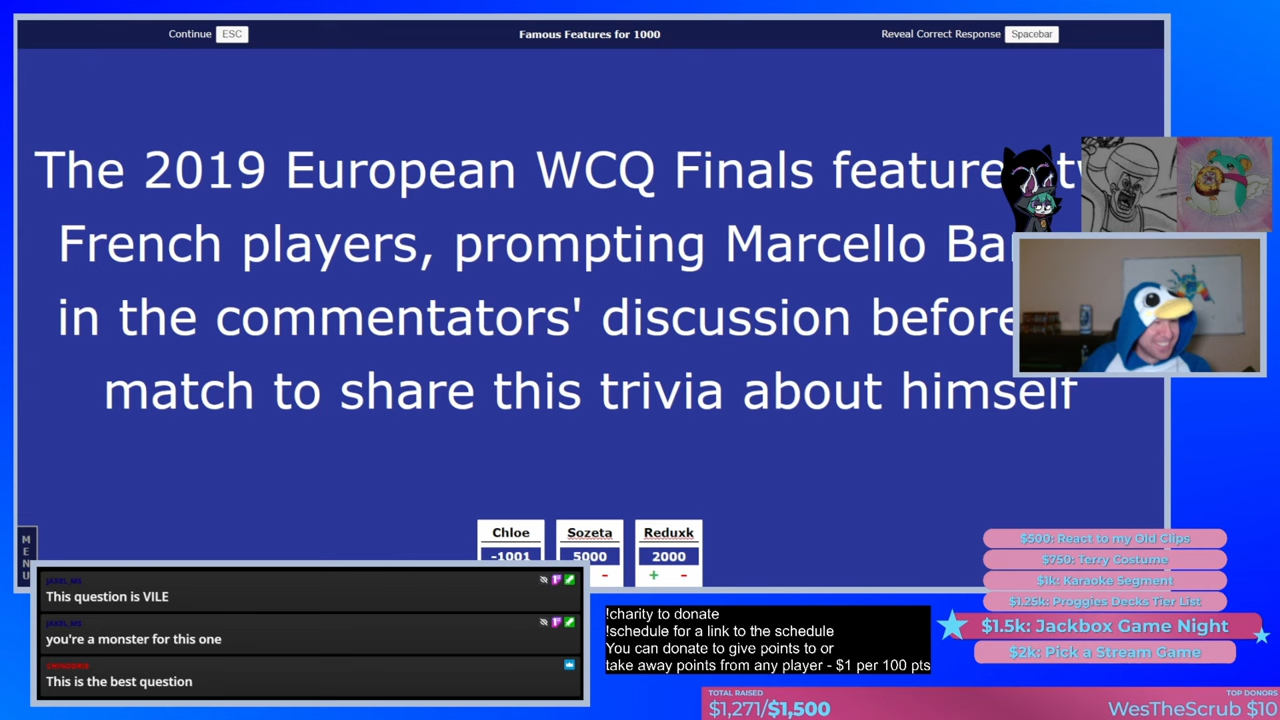 Continue ESC
Famous Features for 1000
Reveal Correct Response Spacebar
The 2019 European WCQ Finals feature
French players, prompting Marcello
in the commentators' discussion before
match to share this trivia about himself
MENU
Chloe
-1001
Sozeta
5000
-
Reduxk
2000
+ -
JAXEL_MS
This question is VILE
JAXEL_MS
you're a monster for this one
This is the best question
!charity to donate
!schedule for a link to the schedule
You can donate to give points to or
take away points from any player - $1 per 100 pts
$500: React to my Old Clips
$750: Terry Costume
$1k: Karaoke Segment
$1.25k: Proggies Decks Tier List
$1.5k: Jackbox Game Night
$2k: Pick a Stream Game
TOTAL RAISED
$1,271/$1,500
TOP DONORS
WesTheScrub $10